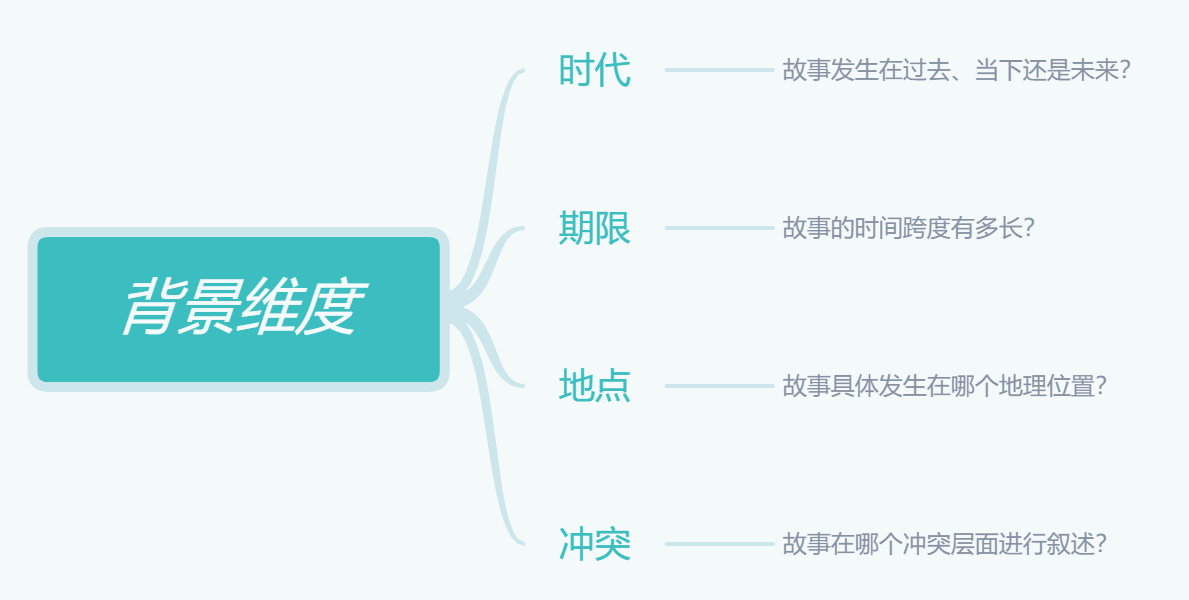 背景维度
时代
故事发生在过去、当下还是未来?
期限
故事的时间跨度有多长?
地点
故事具体发生在哪个地理位置?
冲突
故事在哪个冲突层面进行叙述?